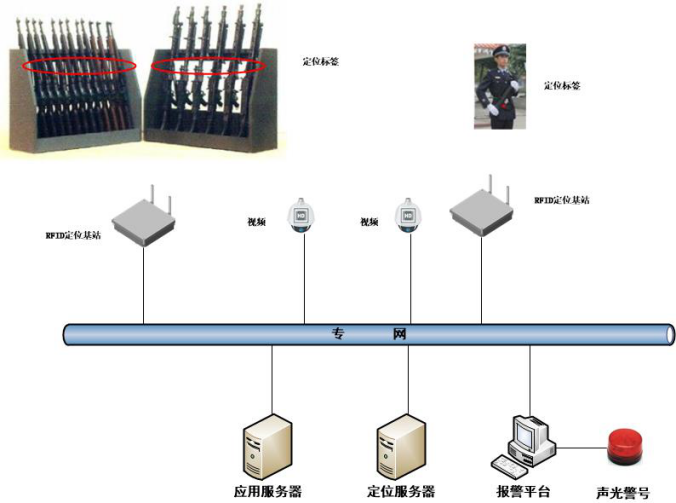 定位标签
定位标签
RFID定位基站
RFID定位基站
视频
视频
HD
HD
专 网
应用服务器
定位服务器
报警平台
声光警号